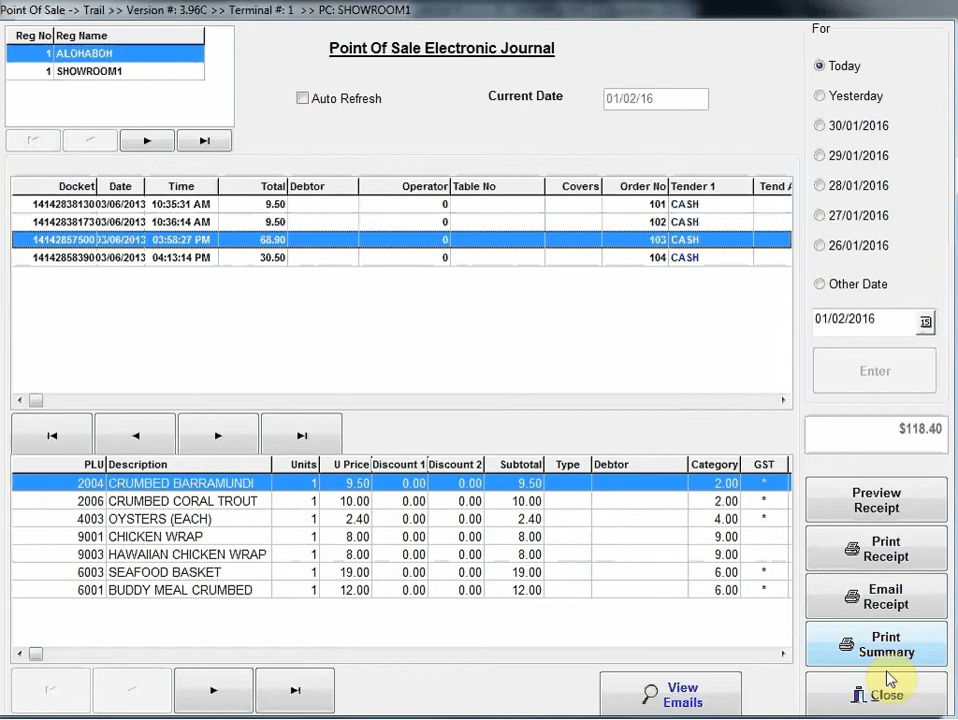 Point Of Sale -> Trail >> Version #: 3.96C >> Terminal #: 1 >> PC: SHOWROOM1
Reg No Reg Name
1 ALOHABOH
1 SHOWROOM1
Point Of Sale Electronic Journal
Auto Refresh
Current Date
01/02/16
For
Today
Yesterday
30/01/2016
29/01/2016
28/01/2016
27/01/2016
26/01/2016
Other Date
01/02/2016
15
Enter
$118.40
Docket Date Time Total Debtor Operator Table No Covers Order No Tender 1 Tend A
1414283813003/06/2013 10:35:31 AM 9.50 0 101 CASH
1414283817303/06/2013 10:36:14 AM 9.50 0 102 CASH
1414285750003/06/2013 03:58:27 PM 68.90 0 103 CASH
1414285839003/06/2013 04:13:14 PM 30.50 0 104 CASH
PLU Description Units U Price Discount 1 Discount 2 Subtotal Type Debtor Category GST
2004 CRUMBED BARRAMUNDI 1 9.50 0.00 0.00 9.50 2.00 *
2006 CRUMBED CORAL TROUT 1 10.00 0.00 0.00 10.00 2.00 *
4003 OYSTERS (EACH) 1 2.40 0.00 0.00 2.40 4.00 *
9001 CHICKEN WRAP 1 8.00 0.00 0.00 8.00 9.00
9003 HAWAIIAN CHICKEN WRAP 1 8.00 0.00 0.00 8.00 9.00
6003 SEAFOOD BASKET 1 19.00 0.00 0.00 19.00 6.00 *
6001 BUDDY MEAL CRUMBED 1 12.00 0.00 0.00 12.00 6.00 *
Preview
Receipt
Print
Receipt
Email
Receipt
Print
Summary
Close
View
Emails